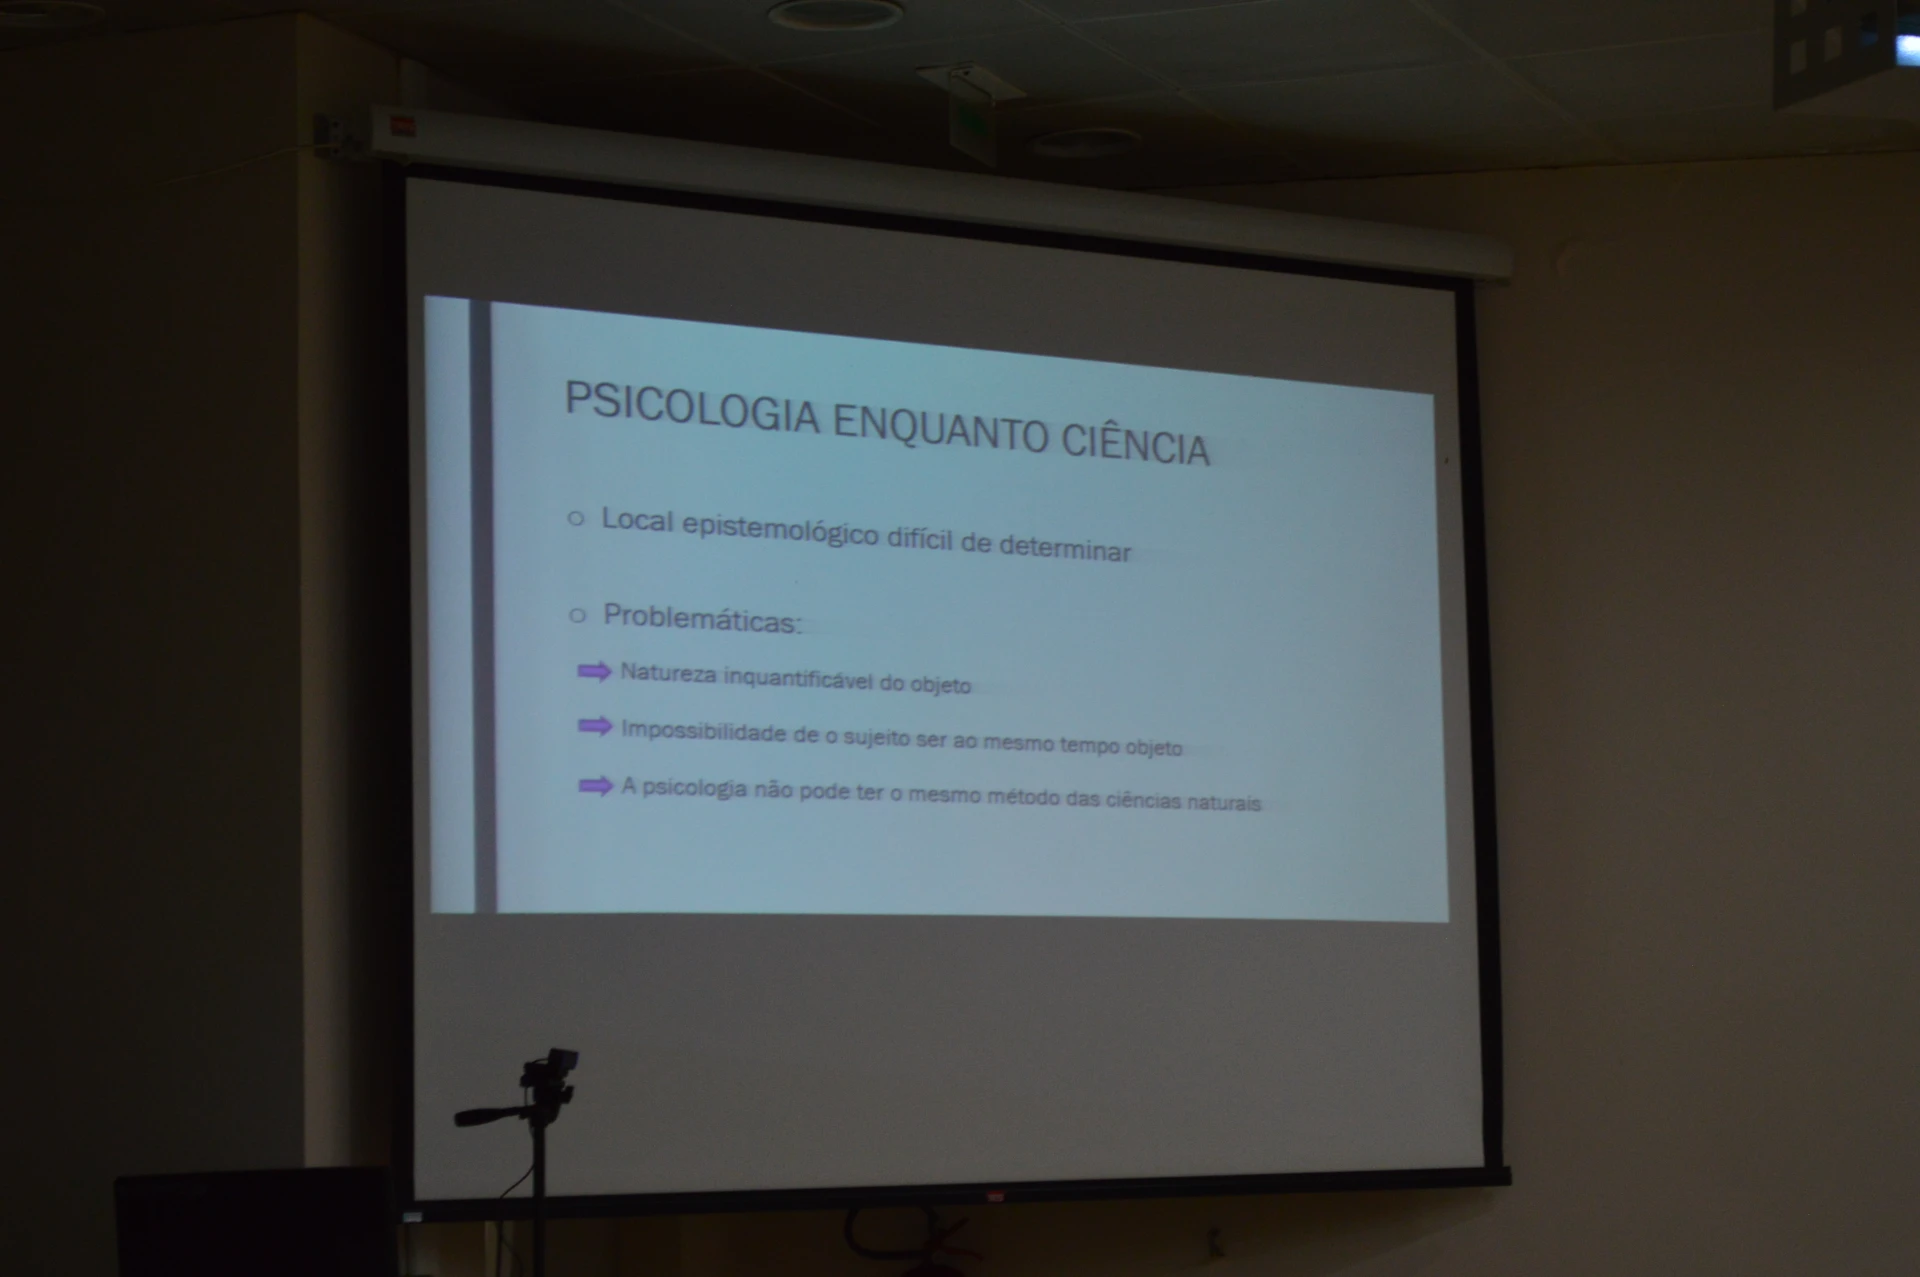 PSICOLOGIA ENQUANTO CIÊNCIA
Local epistemológico difícil de determinar
Problemáticas:
Natureza inquantificável do objeto
Impossibilidade de o sujeito ser ao mesmo tempo objeto
A psicologia não pode ter o mesmo método das ciências naturais